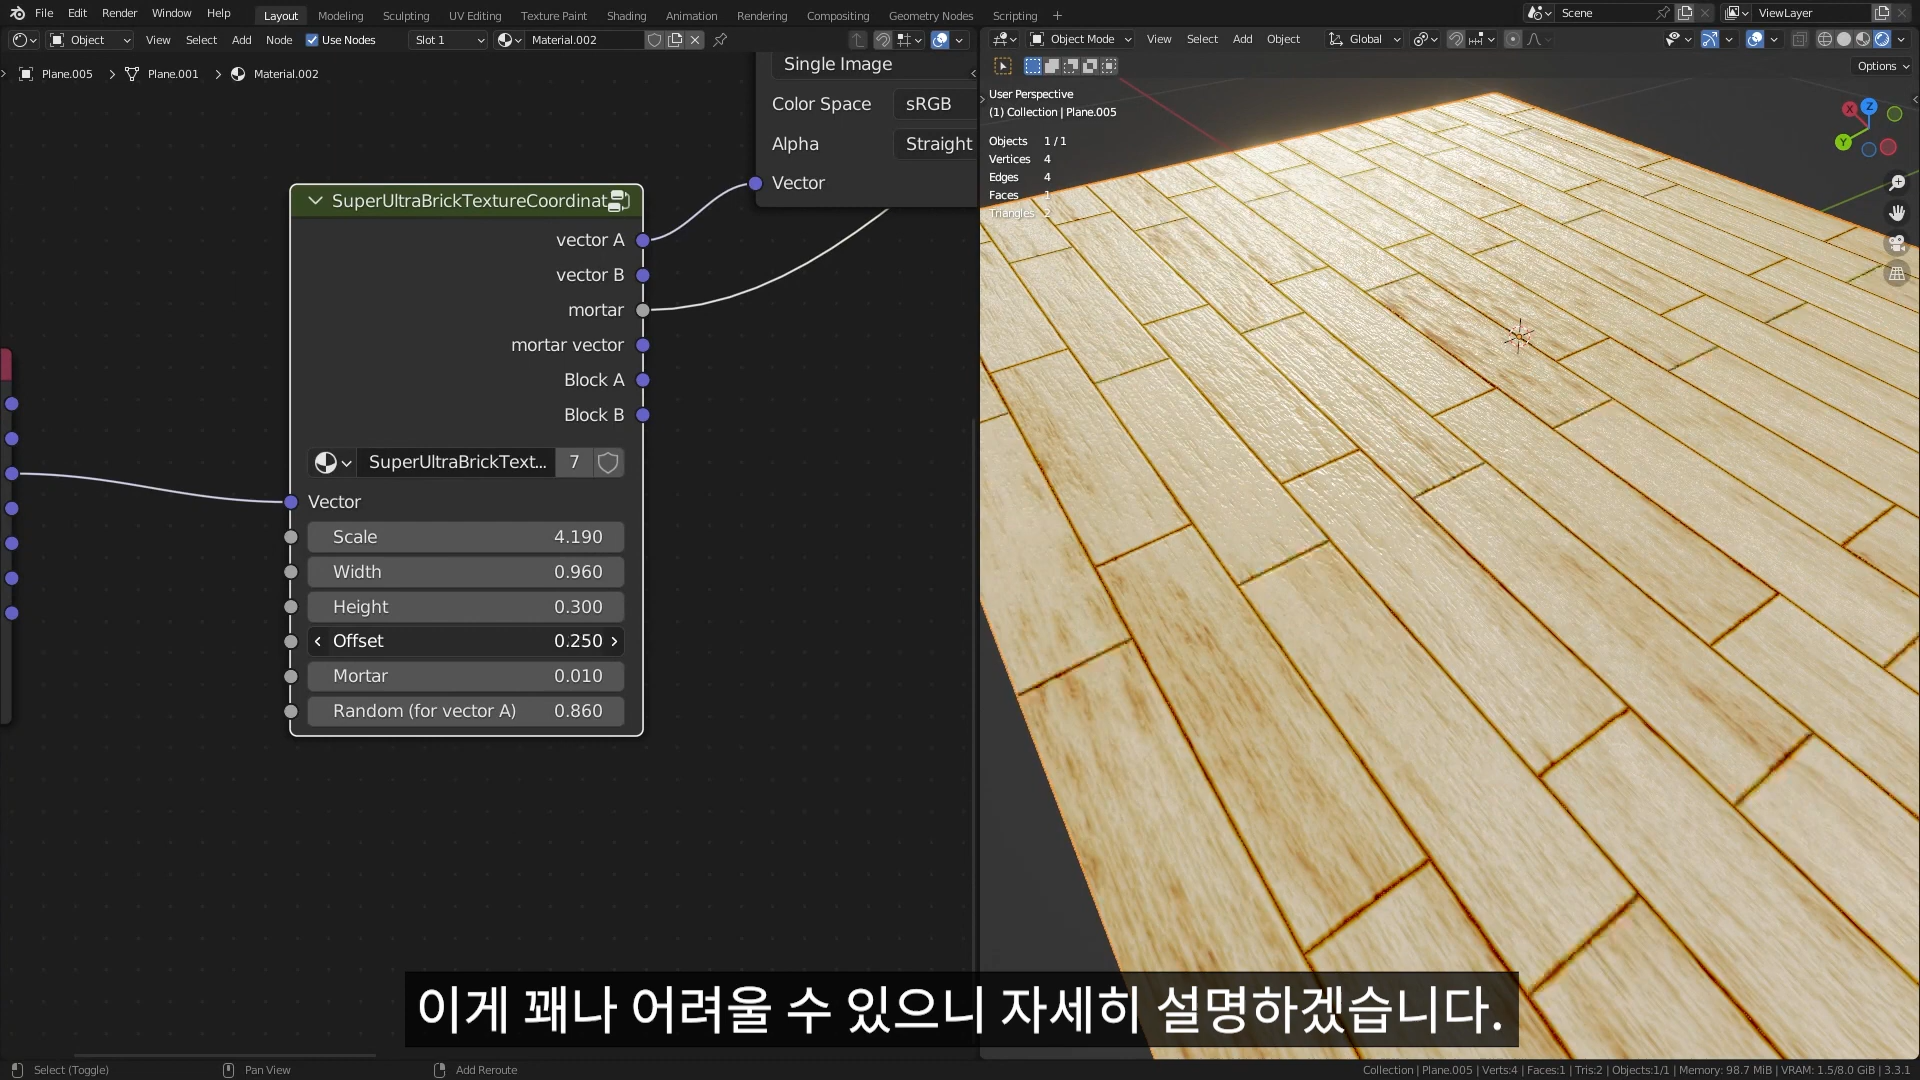 File Edit Render Window Help
Layout Modeling Sculpting UV Editing Texture Paint Shading Animation Rendering Compositing Geometry Nodes Scripting +
Scene
ViewLayer
Object View Select Add Node Use Nodes Slot 1 Material.002
Object Mode View Select Add Object Global
Options
Plane.005 > Plane.001 > Material.002
Single Image
Color Space sRGB
Alpha Straight
Vector
SuperUltraBrickTextureCoordinat
vector A
vector B
mortar
mortar vector
Block A
Block B
SuperUltraBrickText... 7
Vector
Scale 4.190
Width 0.960
Height 0.300
Offset 0.250
Mortar 0.010
Random (for vector A) 0.860
User Perspective
(1) Collection | Plane.005
Objects 1 / 1
Vertices 4
Edges 4
Faces 1
Triangles 2
X
Y
Z
이게 꽤나 어려울 수 있으니 자세히 설명하겠습니다.
Select (Toggle) Pan View Add Reroute
Collection | Plane.005 | Verts:4 | Faces:1 | Tris:2 | Objects:1/1 | Memory: 98.7 MiB | VRAM: 1.5/8.0 GiB | 3.3.1